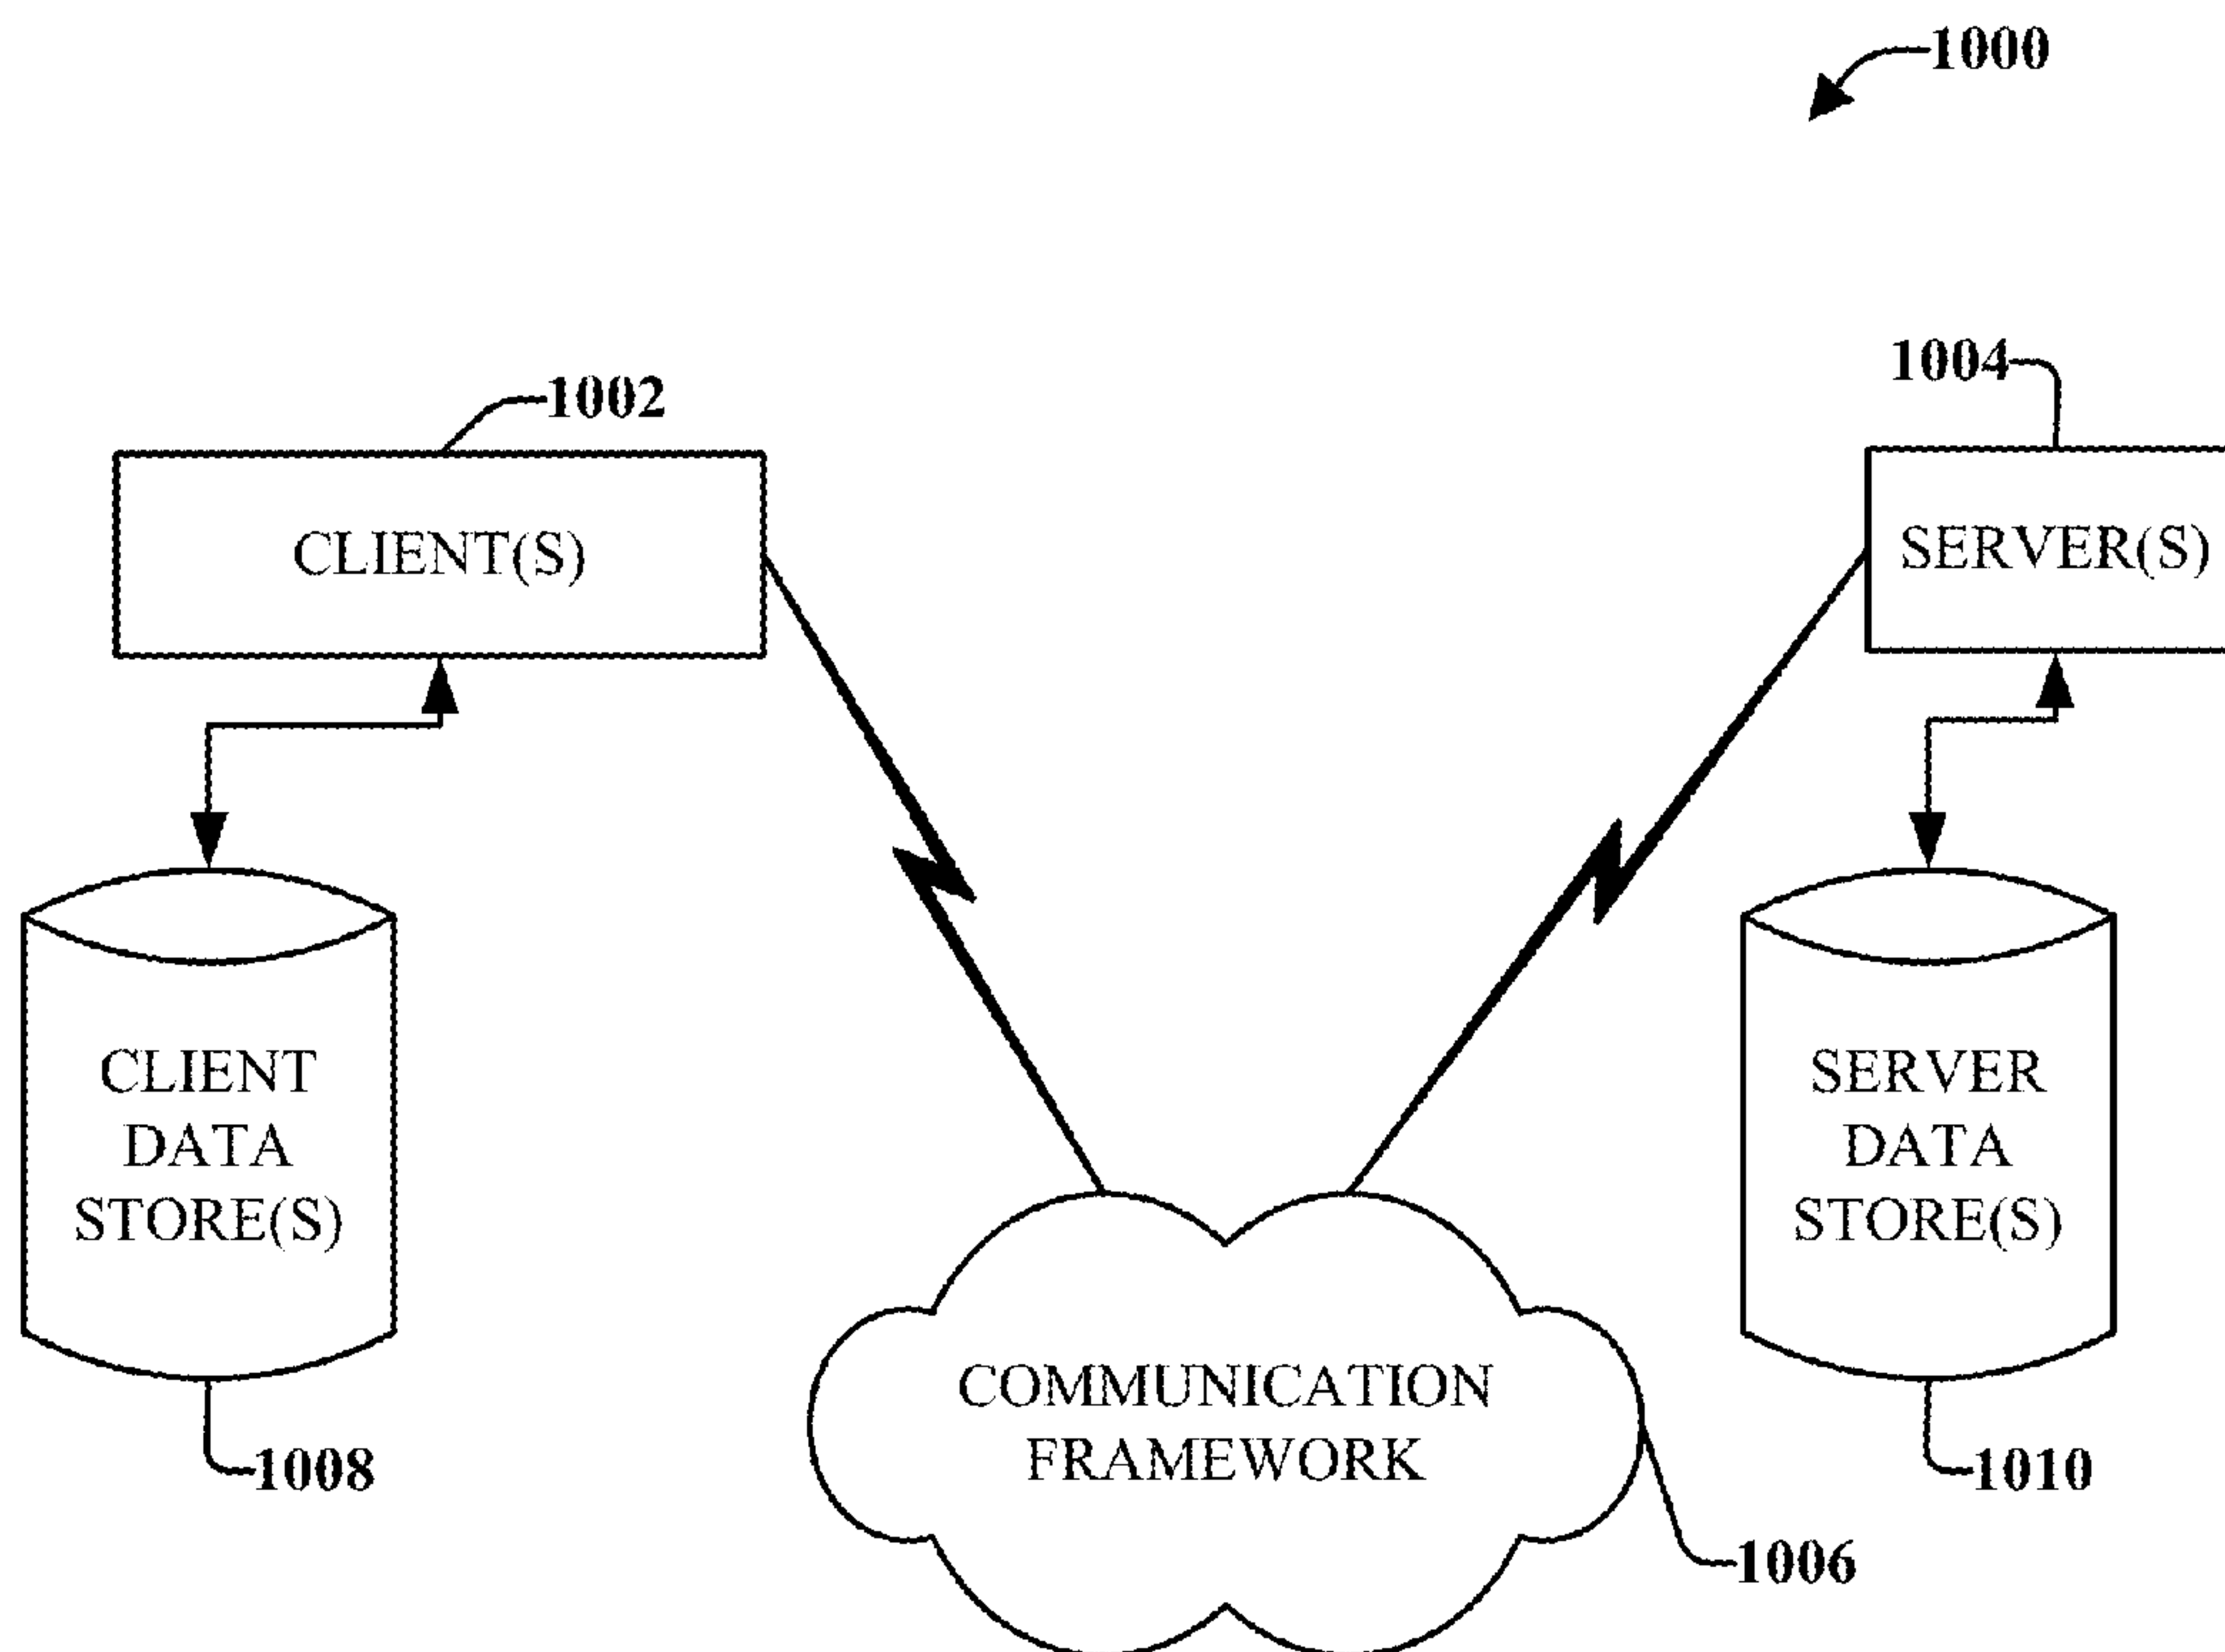 1000
1002
1004
CLIENT(S)
SERVER(S)
CLIENT
DATA
STORE(S)
SERVER
DATA
STORE(S)
COMMUNICATION
FRAMEWORK
1008
1010
1006